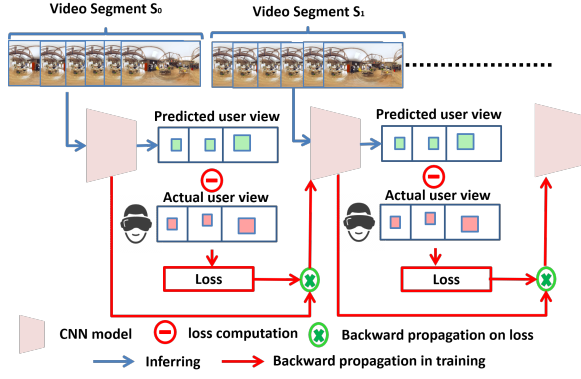 Video Segment S₀
Video Segment S₁
Predicted user view
Predicted user view
Actual user view
Actual user view
Loss
Loss
CNN model
loss computation
Backward propagation on loss
Inferring
Backward propagation in training